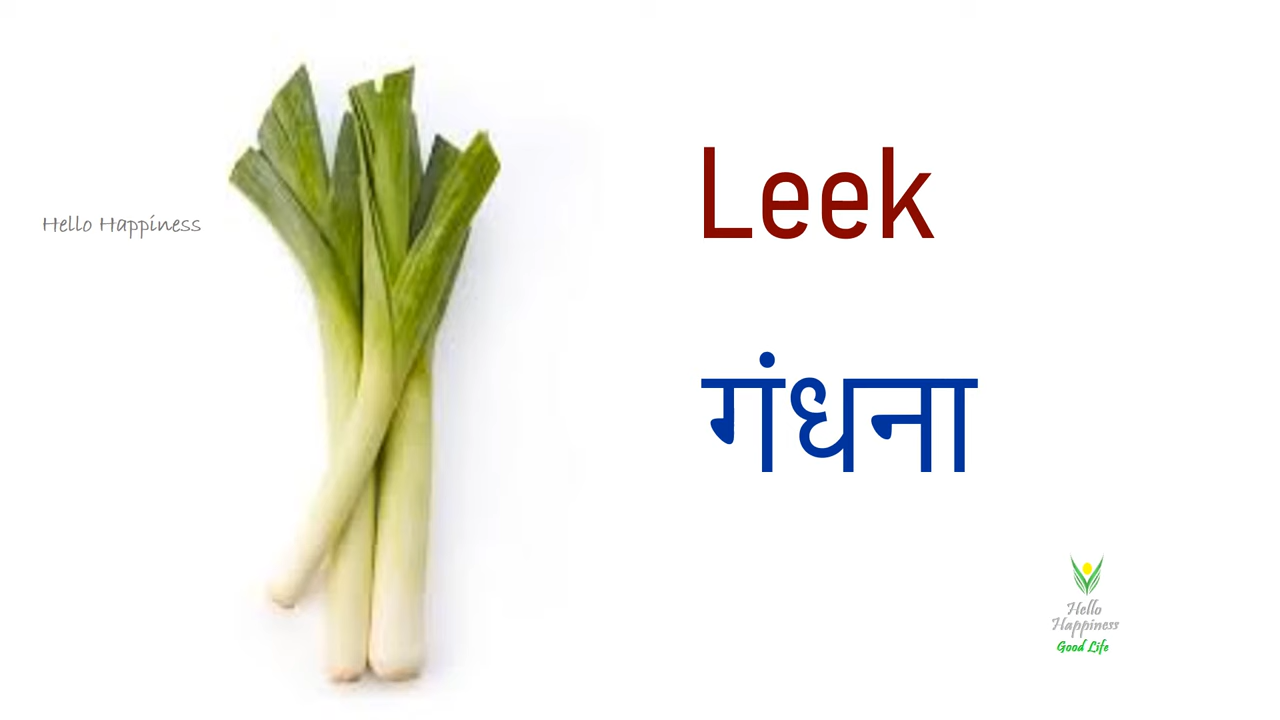 Hello Happiness
Leek
गंधना
Hello
Happiness
Good Life